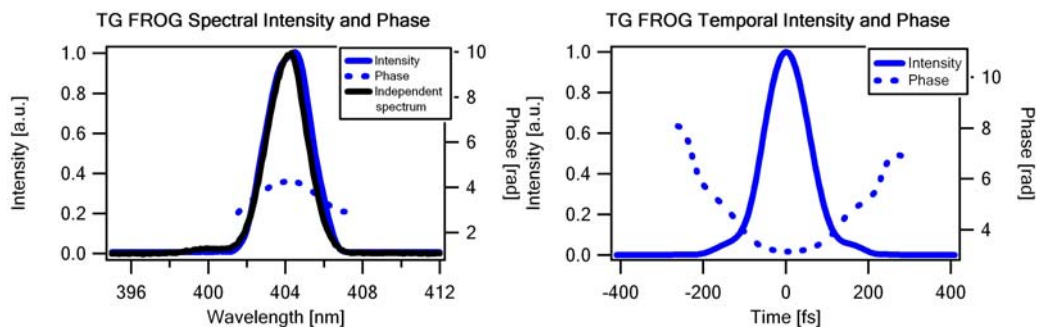 TG FROG Spectral Intensity and Phase
Intensity [a.u.]
1.0
0.8
0.6
0.4
0.2
0.0
Intensity
Phase
Independent
spectrum
10
8
6
4
2
Phase [rad]
396
400
404
408
412
Wavelength [nm]
TG FROG Temporal Intensity and Phase
Intensity [a.u.]
1.0
0.8
0.6
0.4
0.2
0.0
Intensity
Phase
10
8
6
4
Phase [rad]
-400
-200
0
200
400
Time [fs]